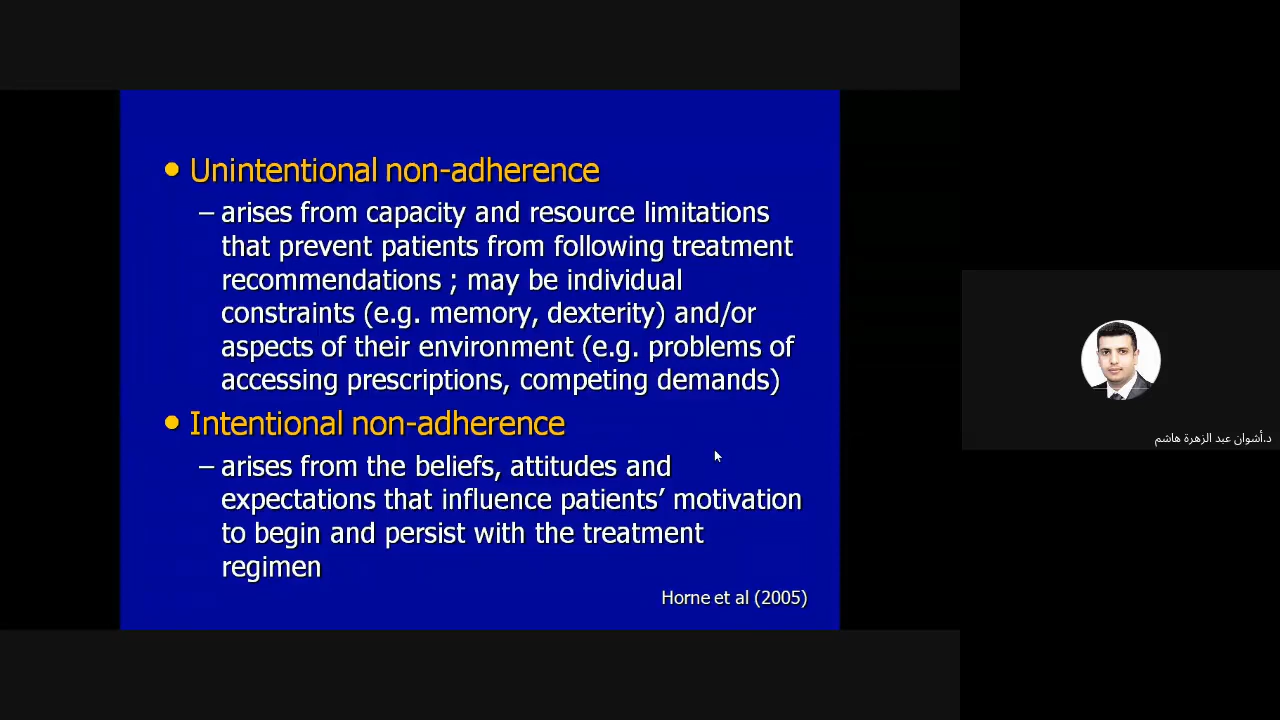 • Unintentional non-adherence
– arises from capacity and resource limitations
that prevent patients from following treatment
recommendations ; may be individual
constraints (e.g. memory, dexterity) and/or
aspects of their environment (e.g. problems of
accessing prescriptions, competing demands)
• Intentional non-adherence
– arises from the beliefs, attitudes and
expectations that influence patients’ motivation
to begin and persist with the treatment
regimen
Horne et al (2005)
د.أشوان عبد الزهرة هاشم